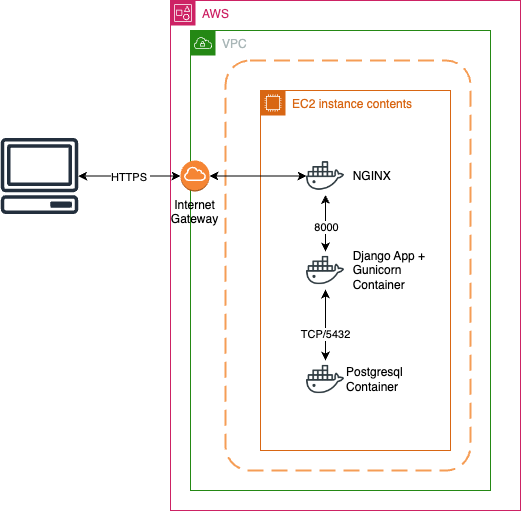 AWS
VPC
EC2 instance contents
HTTPS
Internet
Gateway
NGINX
8000
Django App +
Gunicorn
Container
TCP/5432
Postgresql
Container